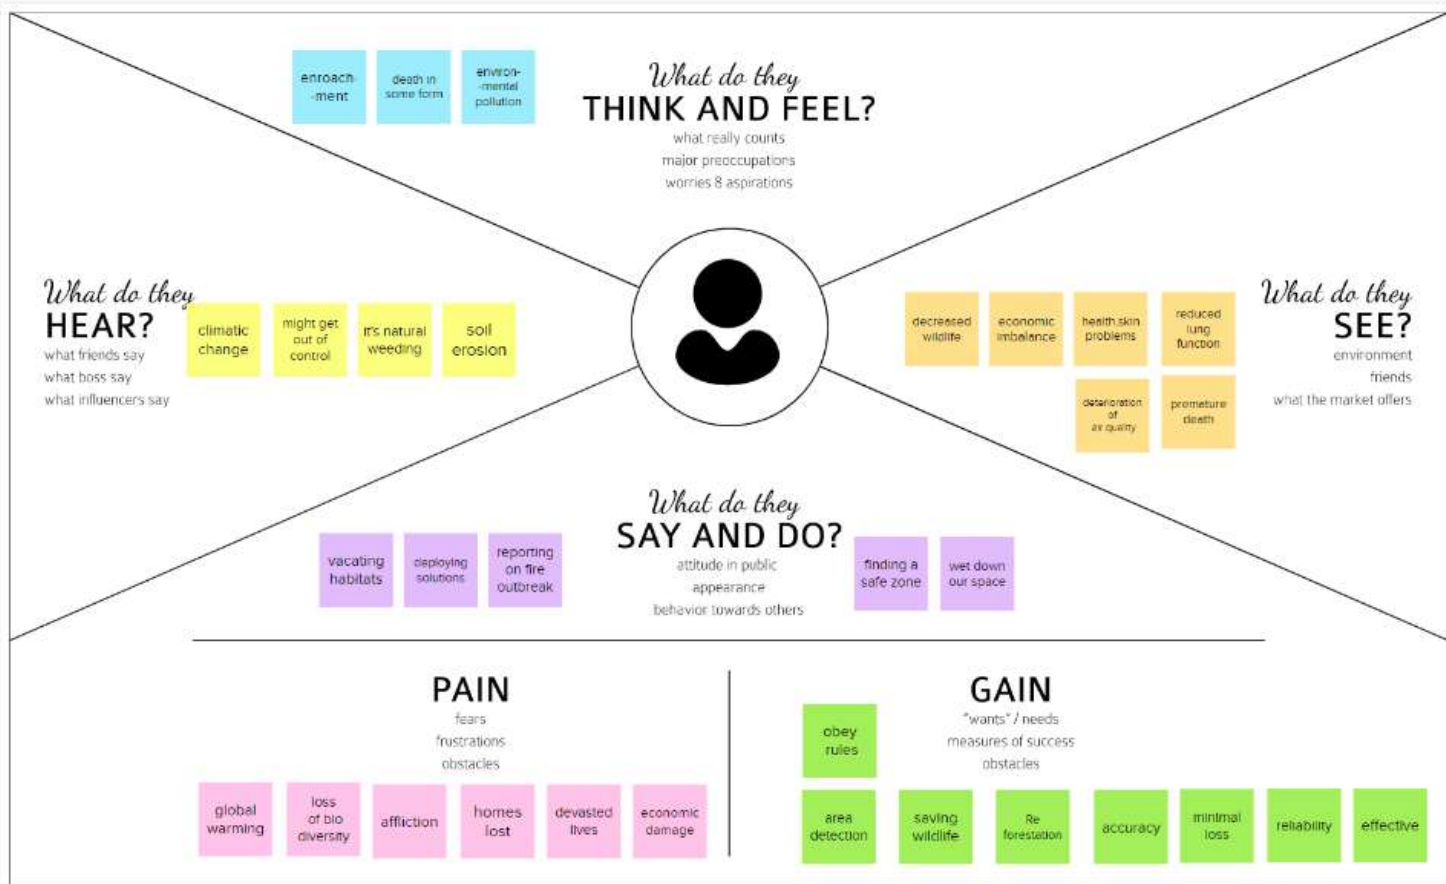 enroach-
-ment
death in
some form
environ-
-mental
pollution
What do they
THINK AND FEEL?
what really counts
major preoccupations
worries 8 aspirations
What do they
HEAR?
what friends say
what boss say
what influencers say
climatic
change
might get
out of
control
it's natural
weeding
soil
erosion
decreased
wildlife
economic
imbalance
health,skin
problems
reduced
lung
function
deterioration
of
air quality
premature
death
What do they
SEE?
environment
friends
what the market offers
vacating
habitats
deploying
solutions
reporting
on fire
outbreak
What do they
SAY AND DO?
attitude in public
appearance
behavior towards others
finding a
safe zone
wet down
our space
PAIN
fears
frustrations
obstacles
global
warming
loss
of bio
diversity
affliction
homes
lost
devasted
lives
economic
damage
GAIN
"wants" / needs
measures of success
obstacles
obey
rules
area
detection
saving
wildlife
Re
forestation
accuracy
minimal
loss
reliability
effective